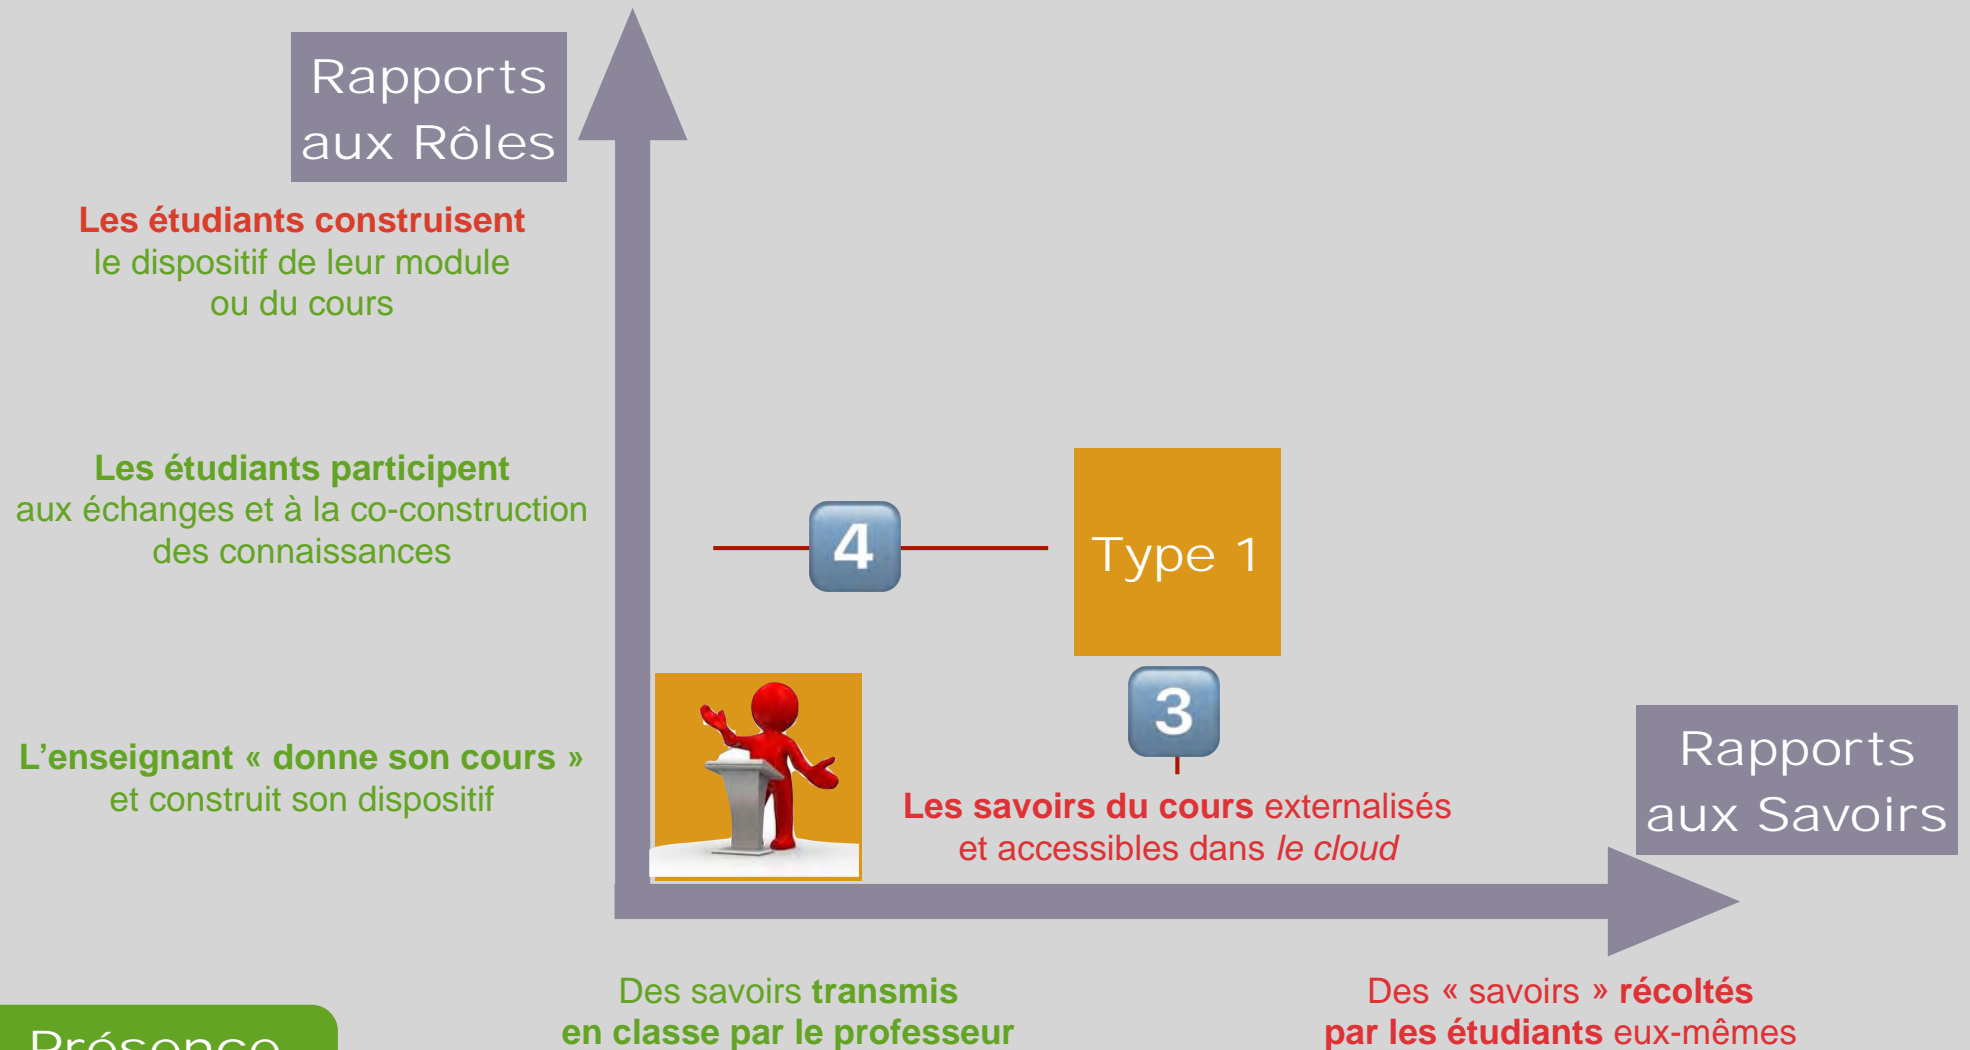 Rapports
aux Rôles
Les étudiants construisent
le dispositif de leur module
ou du cours
Les étudiants participent
aux échanges et à la co-construction
des connaissances
4
Type 1
3
L'enseignant « donne son cours »
et construit son dispositif
Les savoirs du cours externalisés
et accessibles dans le cloud
Rapports
aux Savoirs
Des savoirs transmis
en classe par le professeur
Des « savoirs » récoltés
par les étudiants eux-mêmes
Présence